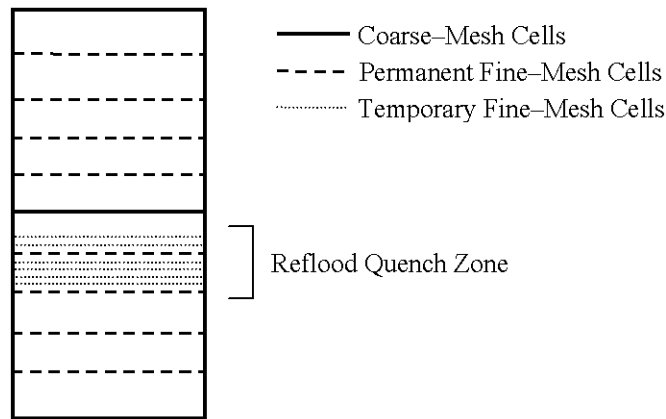 Coarse–Mesh Cells
Permanent Fine–Mesh Cells
Temporary Fine–Mesh Cells
Reflood Quench Zone